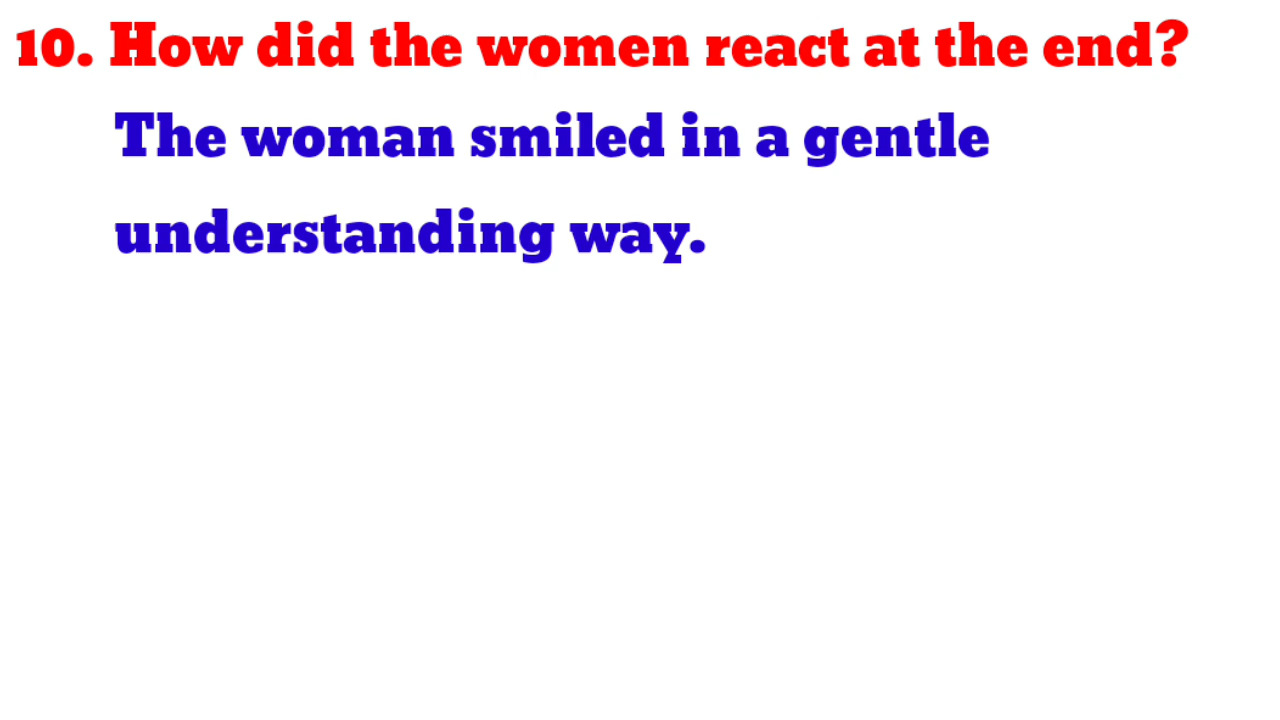 10. How did the women react at the end?
The woman smiled in a gentle
understanding way.